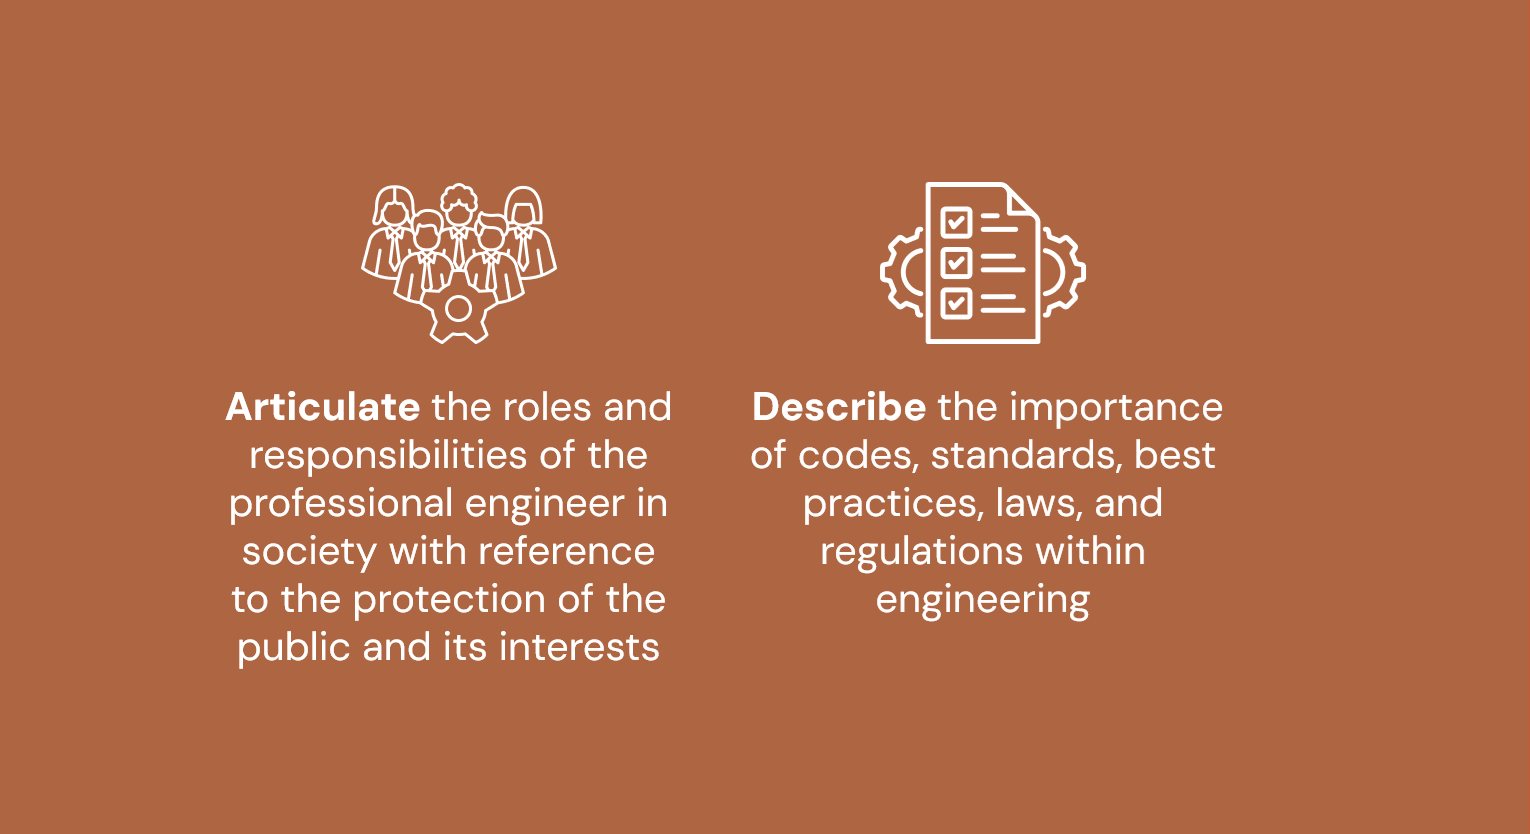 Articulate the roles and
responsibilities of the
professional engineer in
society with reference
to the protection of the
public and its interests
Describe the importance
of codes, standards, best
practices, laws, and
regulations within
engineering